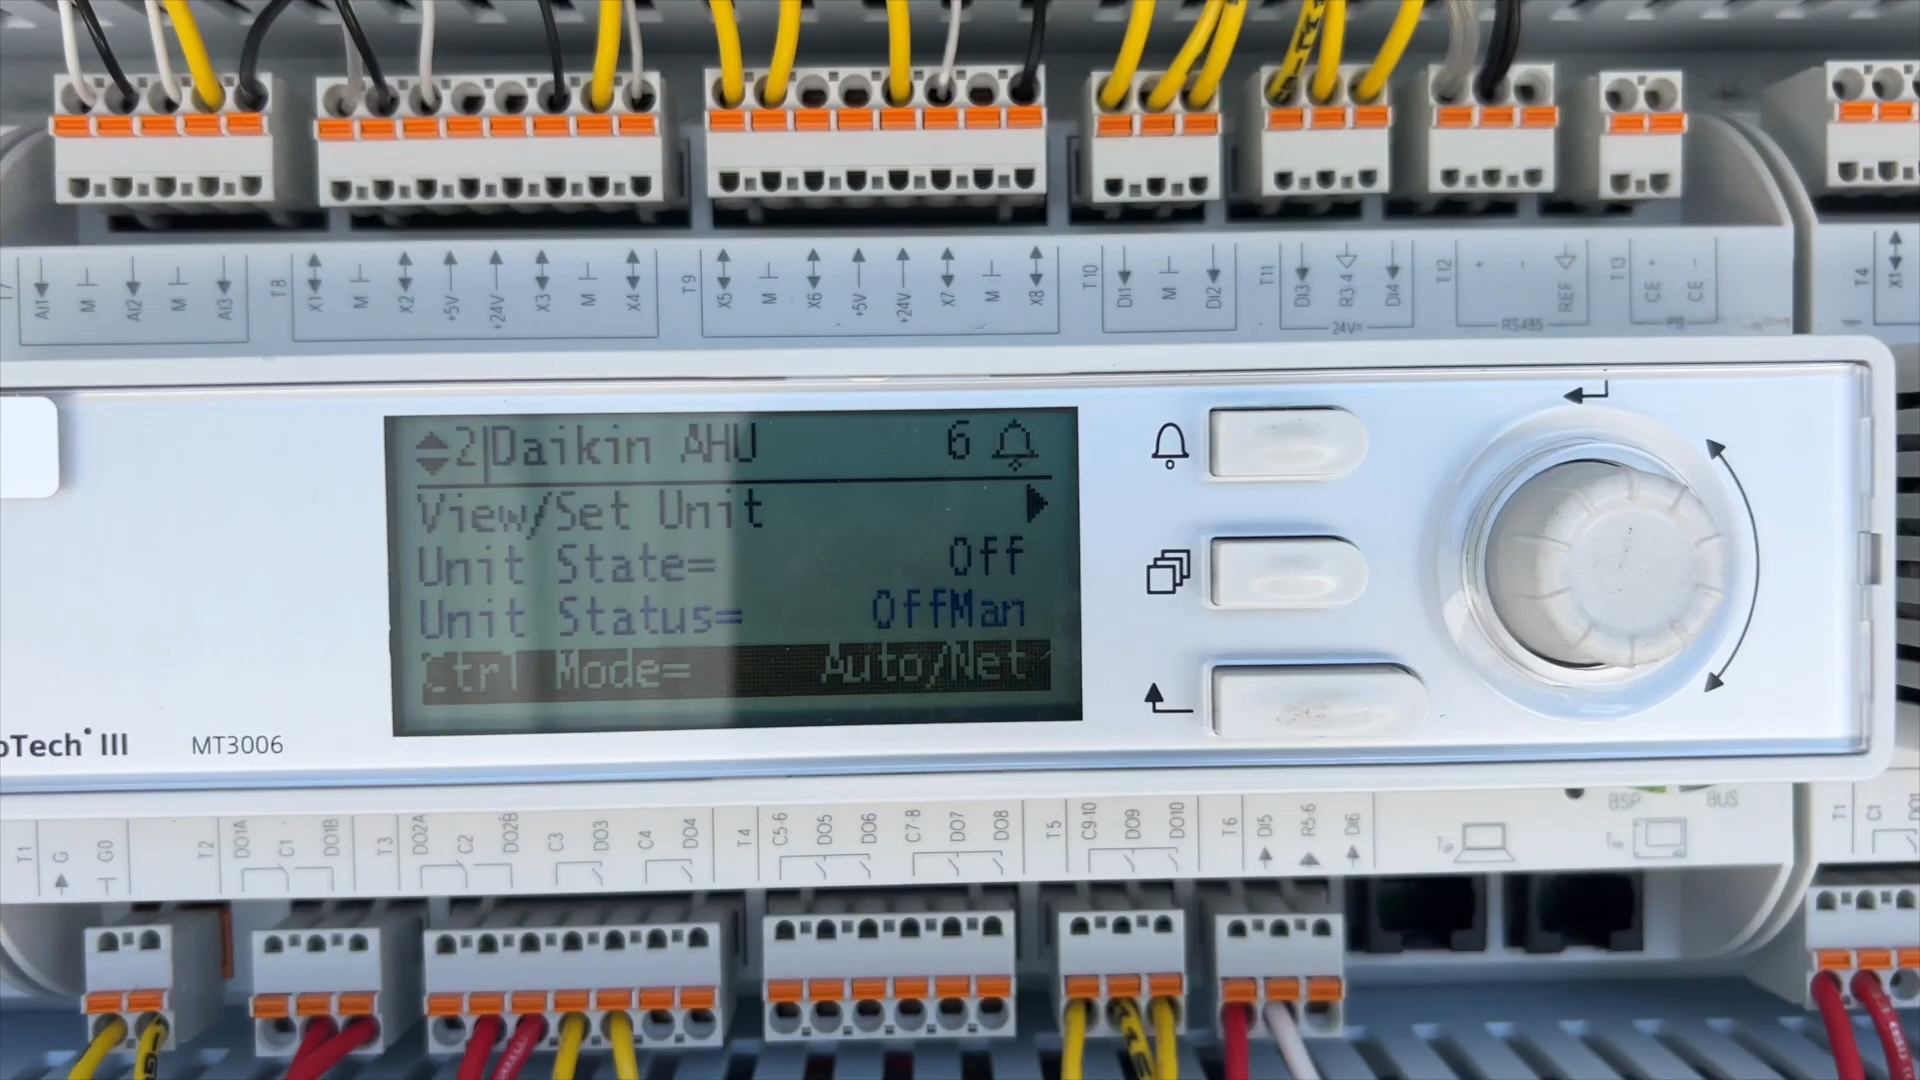 T7 AI1 M AI2 M AI3 T8 X1 M X2 +5V +24V X3 M X4 T9 X5 M X6 +5V +24V X7 M X8 T10 DI1 M DI2 T11 DI3 R3-4 DI4 T12 + - REF T13 CE + CE - T4 X1
24V= RS485 PB
2|Daikin AHU 6
View/Set Unit
Unit State= Off
Unit Status= OffMan
Ctrl Mode= Auto/Net
oTech III MT3006
BSP BUS
T1 G G0 T2 DO1A C1 DO1B T3 DO2A C2 DO2B C3 DO3 C4 DO4 T4 C5-6 DO5 DO6 C7-8 DO7 DO8 T5 C9-10 DO9 DO10 T6 DI5 R5-6 DI6 T1 C1 DO1